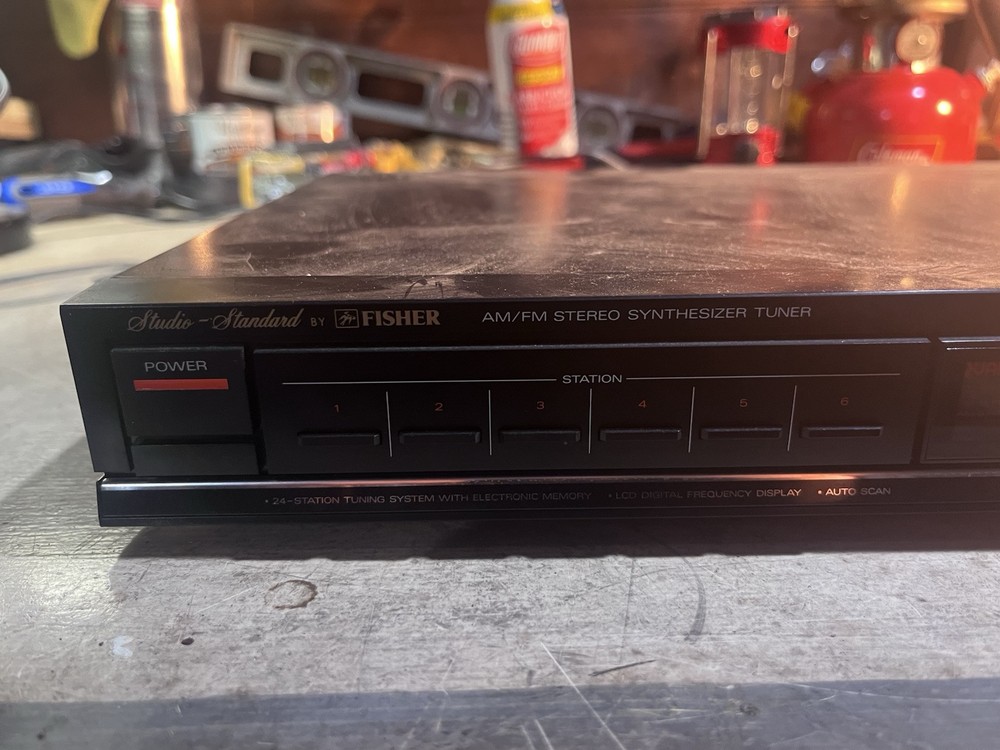 Studio-Standard BY FISHER AM/FM STEREO SYNTHESIZER TUNER
POWER
STATION
1 2 3 4 5 6
• 24-STATION TUNING SYSTEM WITH ELECTRONIC MEMORY • LCD DIGITAL FREQUENCY DISPLAY • AUTO SCAN
Coleman